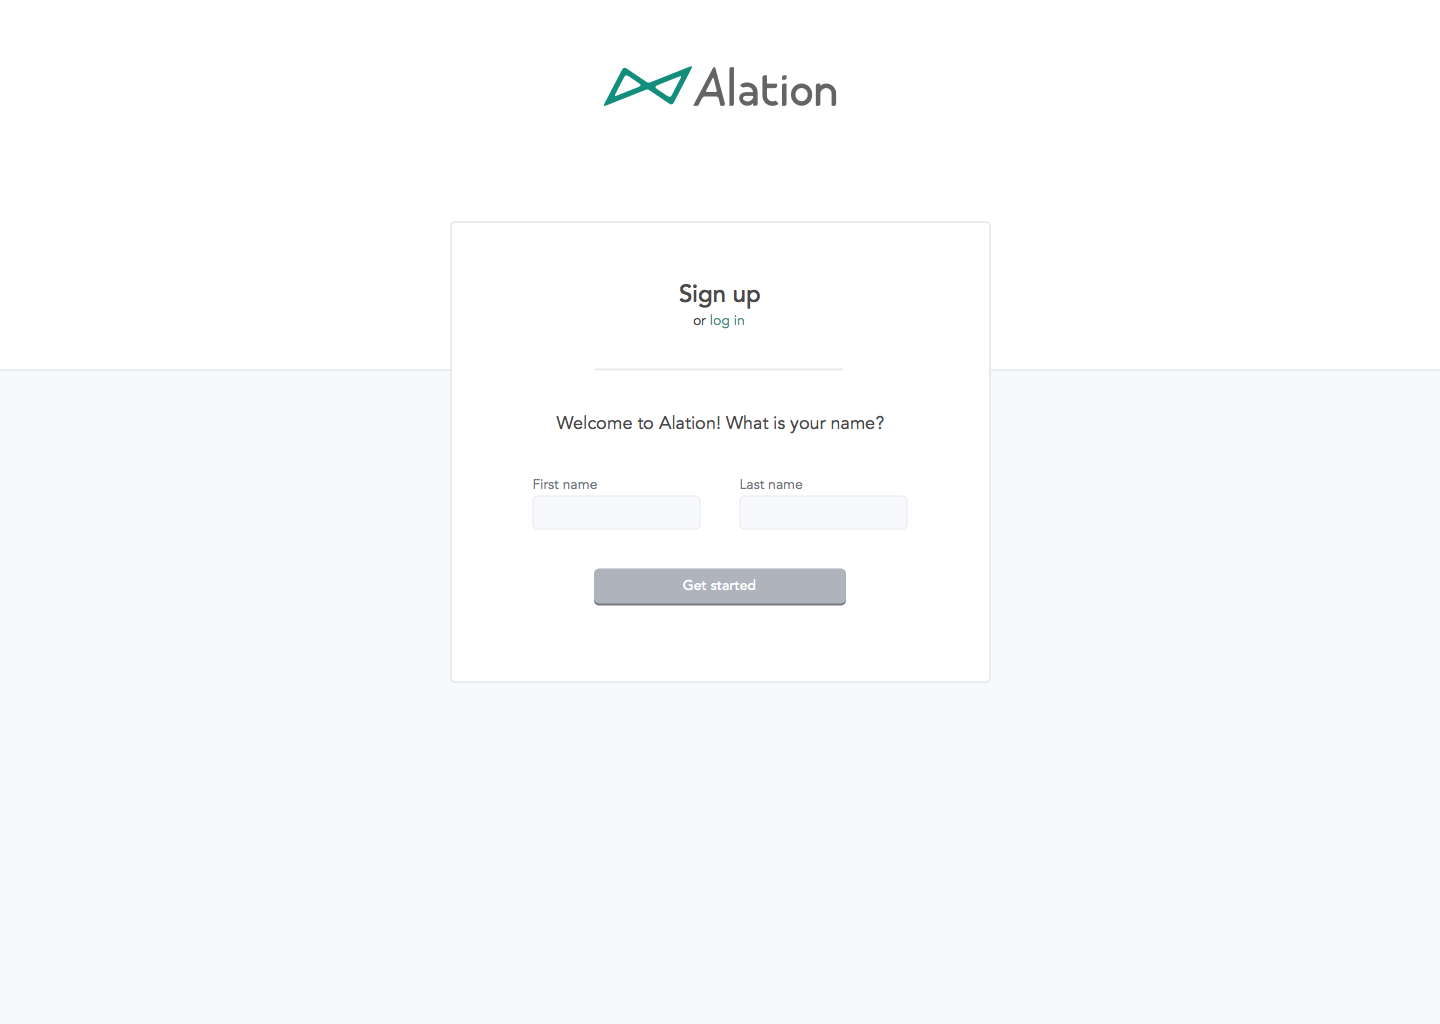 Alation
Sign up
or log in
Welcome to Alation! What is your name?
First name
Last name
Get started